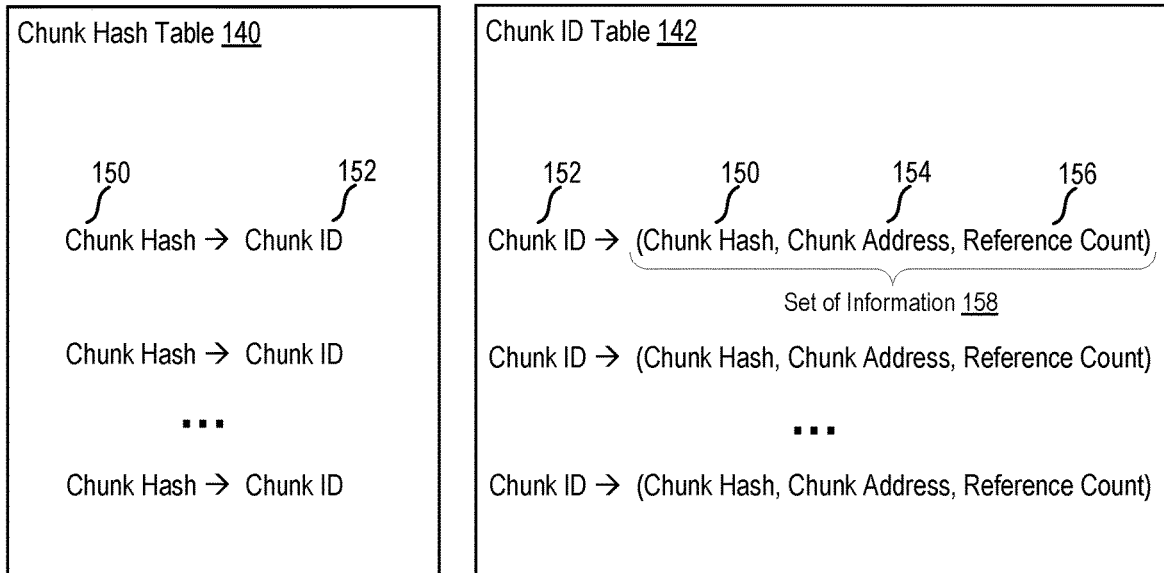 Chunk Hash Table 140
150 152
Chunk Hash → Chunk ID
Chunk Hash → Chunk ID
...
Chunk Hash → Chunk ID
Chunk ID Table 142
152 150 154 156
Chunk ID → (Chunk Hash, Chunk Address, Reference Count)
Set of Information 158
Chunk ID → (Chunk Hash, Chunk Address, Reference Count)
...
Chunk ID → (Chunk Hash, Chunk Address, Reference Count)